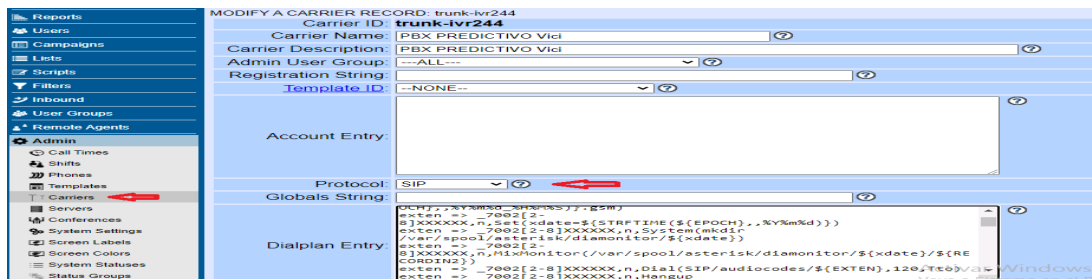 Reports
Users
Campaigns
Lists
Scripts
Filters
Inbound
User Groups
Remote Agents
Admin
Call Times
Shifts
Phones
Templates
Carriers
Servers
Conferences
System Settings
Screen Labels
Screen Colors
System Statuses
Status Groups
MODIFY A CARRIER RECORD: trunk-ivr244
Carrier ID: trunk-ivr244
Carrier Name: PBX PREDICTIVO Vici
Carrier Description: PBX PREDICTIVO Vici
Admin User Group: ---ALL---
Registration String:
Template ID: --NONE--
Account Entry:
Protocol: SIP
Globals String:
Dialplan Entry:
OCH},,%Y%m%d_%H%M%S)}.gsm)
exten => _7002[2-
8]XXXXXX,n,Set(xdate=${STRFTIME(${EPOCH},,%Y%m%d)})
exten => _7002[2-8]XXXXXX,n,System(mkdir
/var/spool/asterisk/diamonitor/${xdate})
exten => _7002[2-
8]XXXXXX,n,MixMonitor(/var/spool/asterisk/diamonitor/${xdate}/${RE
CORDIN2})
exten => _7002[2-8]XXXXXX,n,Dial(SIP/audiocodes/${EXTEN},120,
exten => _7002[2-8]XXXXXX,n,Hangup
Windows